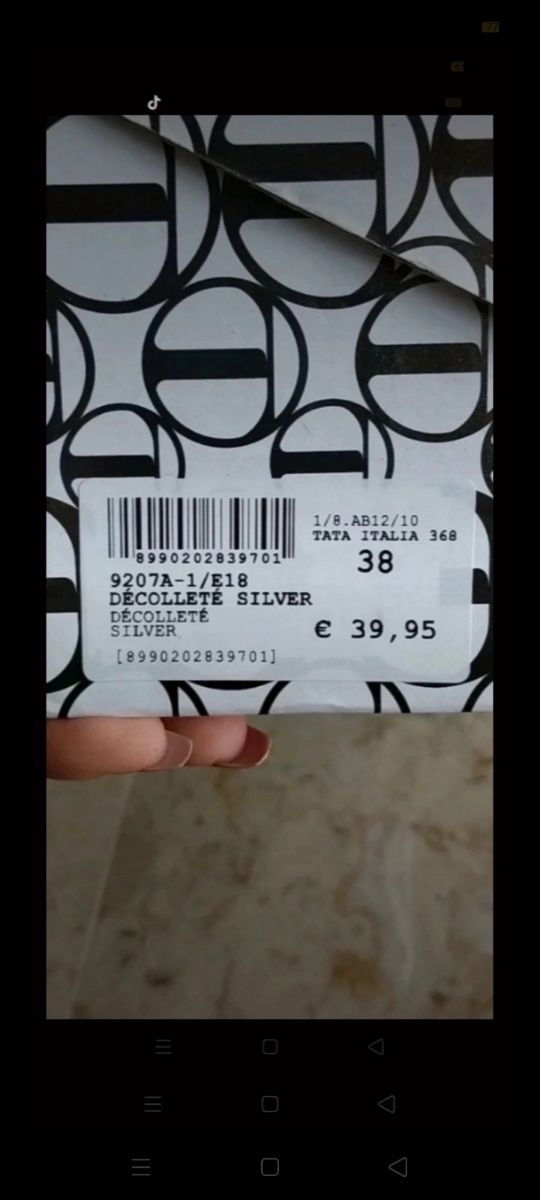 8990202839701
1/8.AB12/10
TATA ITALIA 368
38
9207A-1/E18
DÉCOLLETÉ SILVER
DÉCOLLETÉ
SILVER
€ 39,95
[8990202839701]